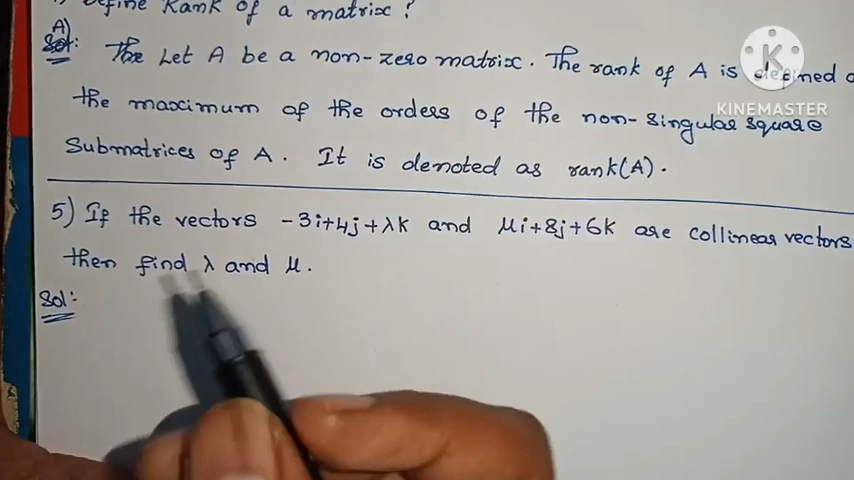 Define Rank of a matrix?
A)
Sol: The Let A be a non-zero matrix. The rank of A is defined a
the maximum of the orders of the non-singular square
Submatrices of A. It is denoted as rank(A).
5) If the vectors -3i+4j+λk and μi+8j+6k are collinear vectors
then find λ and μ.
Sol:
KINEMASTER